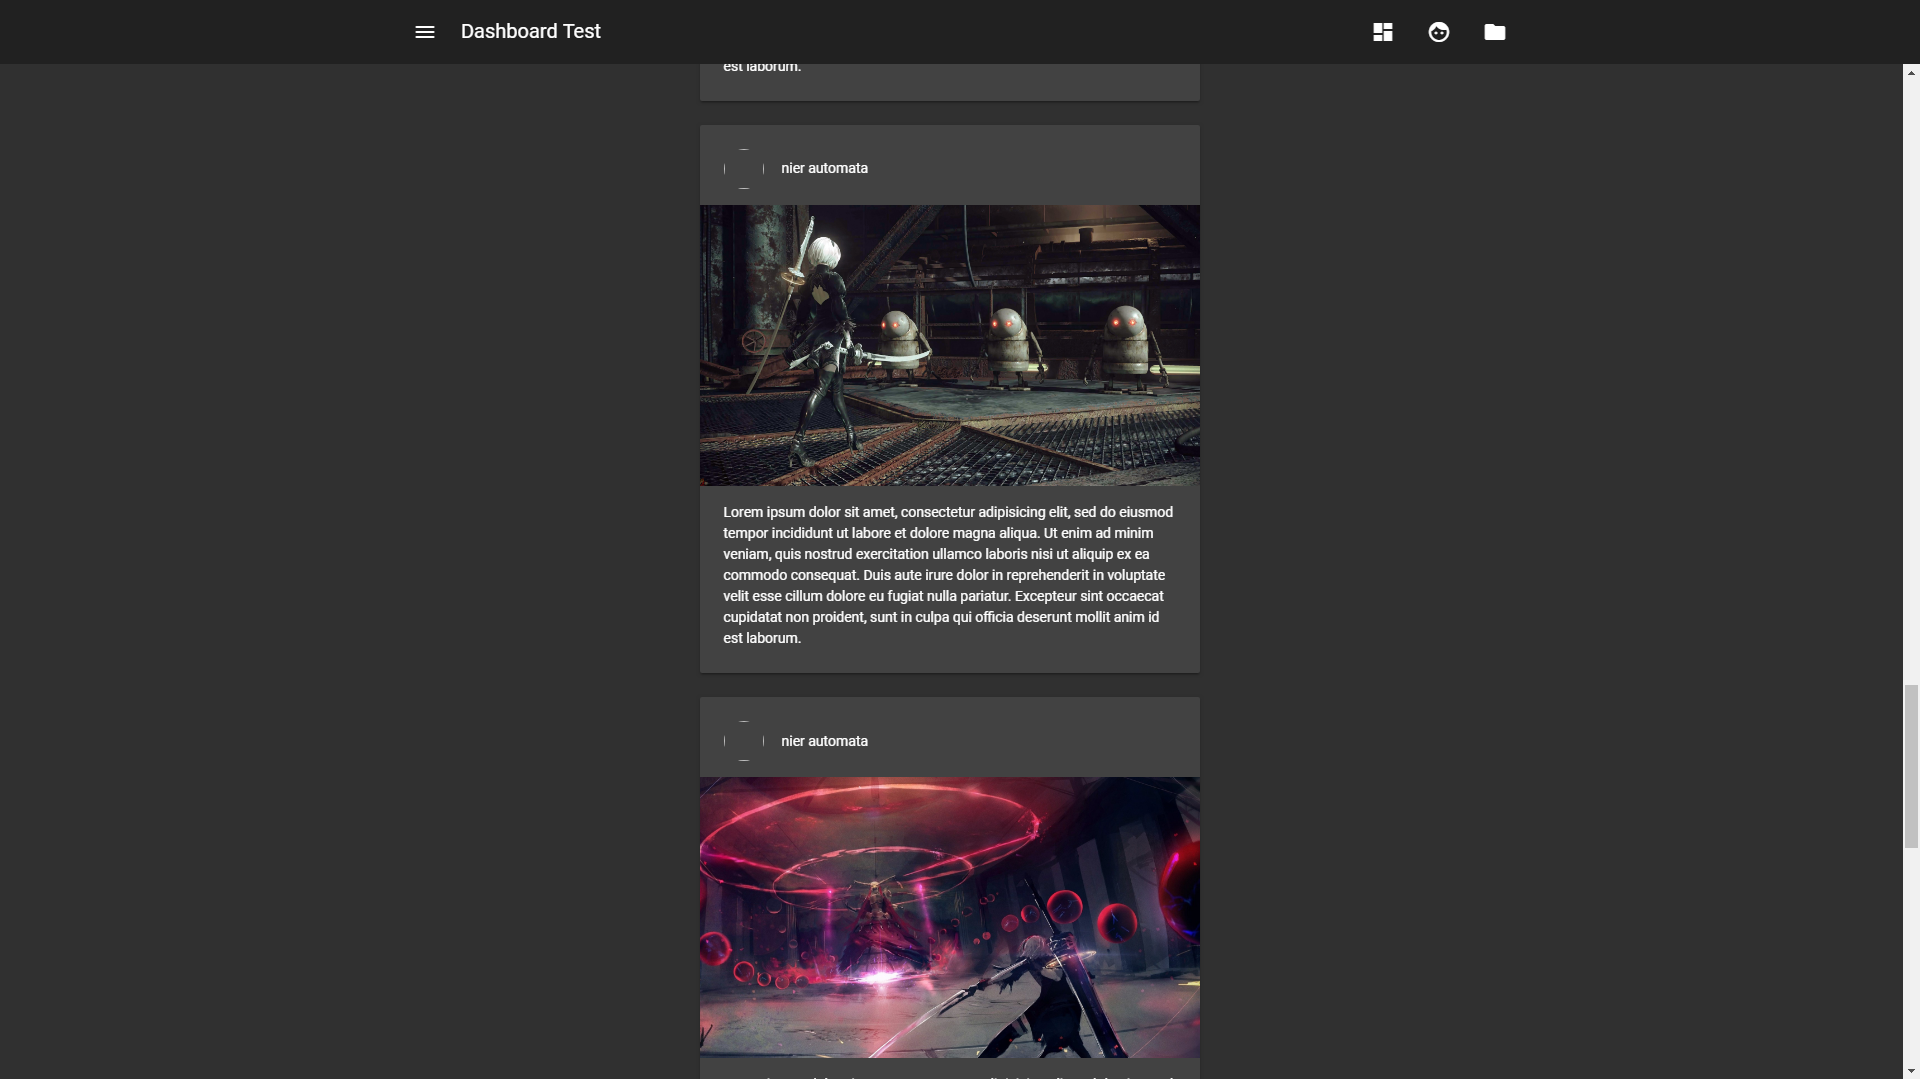 Dashboard Test
est laborum.
nier automata
Lorem ipsum dolor sit amet, consectetur adipisicing elit, sed do eiusmod
tempor incididunt ut labore et dolore magna aliqua. Ut enim ad minim
veniam, quis nostrud exercitation ullamco laboris nisi ut aliquip ex ea
commodo consequat. Duis aute irure dolor in reprehenderit in voluptate
velit esse cillum dolore eu fugiat nulla pariatur. Excepteur sint occaecat
cupidatat non proident, sunt in culpa qui officia deserunt mollit anim id
est laborum.
nier automata